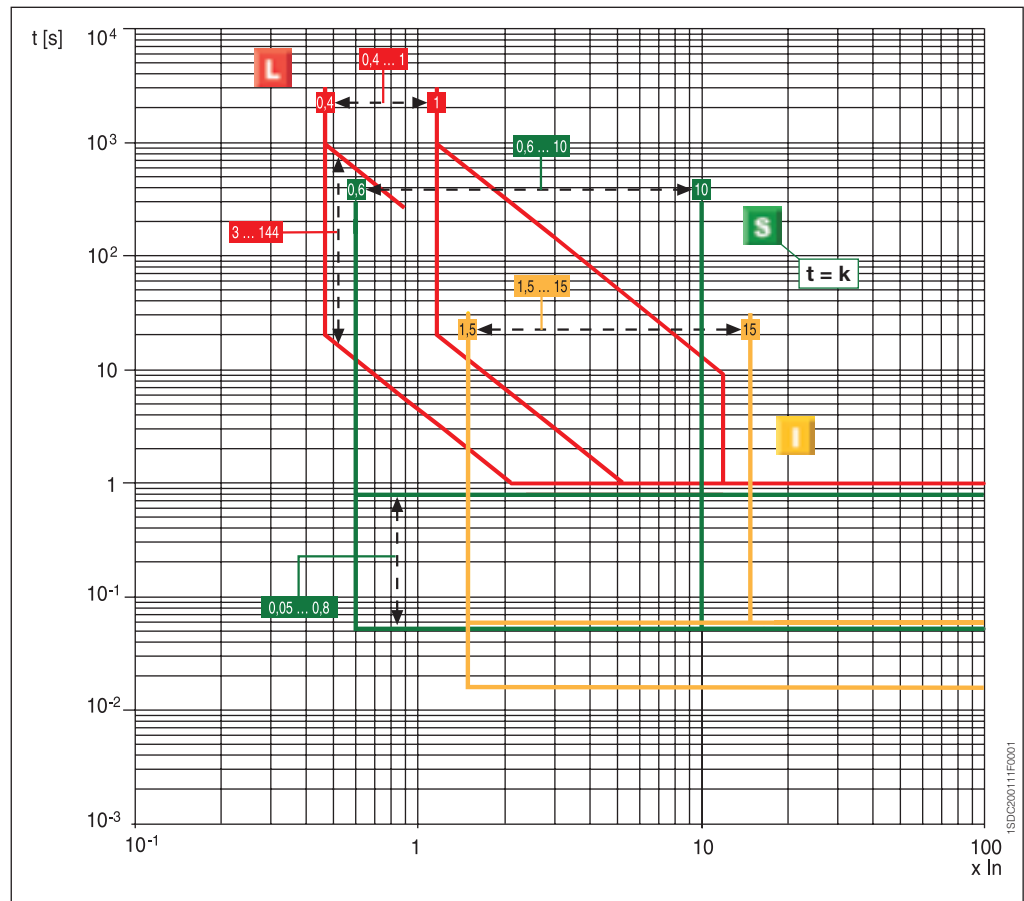 t [s]
10⁴
10³
10²
10
1
10⁻¹
10⁻²
10⁻³
L
0,4 ... 1
0,4
1
0,6 ... 10
0,6
10
3 ... 144
S
t = k
1,5 ... 15
1,5
15
I
0,05 ... 0,8
10⁻¹
1
10
100
x In
1SDC200111F0001